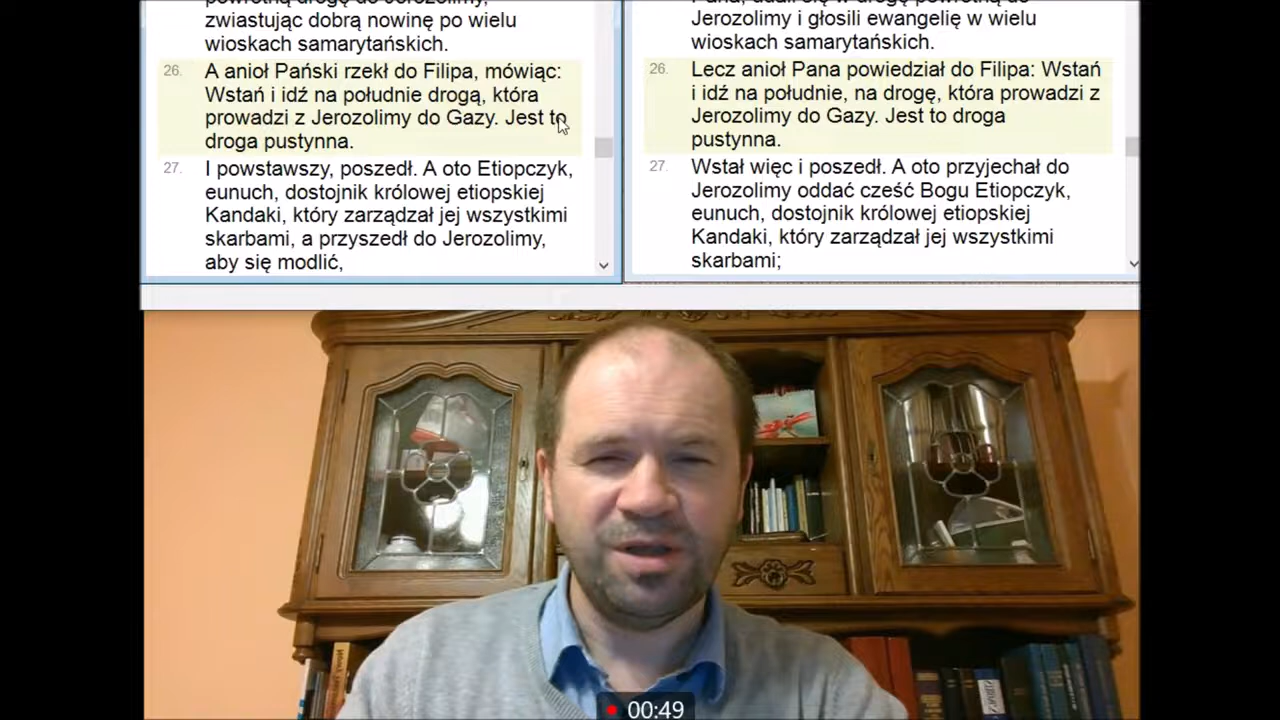 powrotną drogę do Jerozolimy,
zwiastując dobrą nowinę po wielu
wioskach samarytańskich.
26. A anioł Pański rzekł do Filipa, mówiąc:
Wstań i idź na południe drogą, która
prowadzi z Jerozolimy do Gazy. Jest to
droga pustynna.
27. I powstawszy, poszedł. A oto Etiopczyk,
eunuch, dostojnik królowej etiopskiej
Kandaki, który zarządzał jej wszystkimi
skarbami, a przyszedł do Jerozolimy,
aby się modlić,
Jerozolimy i głosili ewangelię w wielu
wioskach samarytańskich.
26. Lecz anioł Pana powiedział do Filipa: Wstań
i idź na południe, na drogę, która prowadzi z
Jerozolimy do Gazy. Jest to droga
pustynna.
27. Wstał więc i poszedł. A oto przyjechał do
Jerozolimy oddać cześć Bogu Etiopczyk,
eunuch, dostojnik królowej etiopskiej
Kandaki, który zarządzał jej wszystkimi
skarbami;
00:49